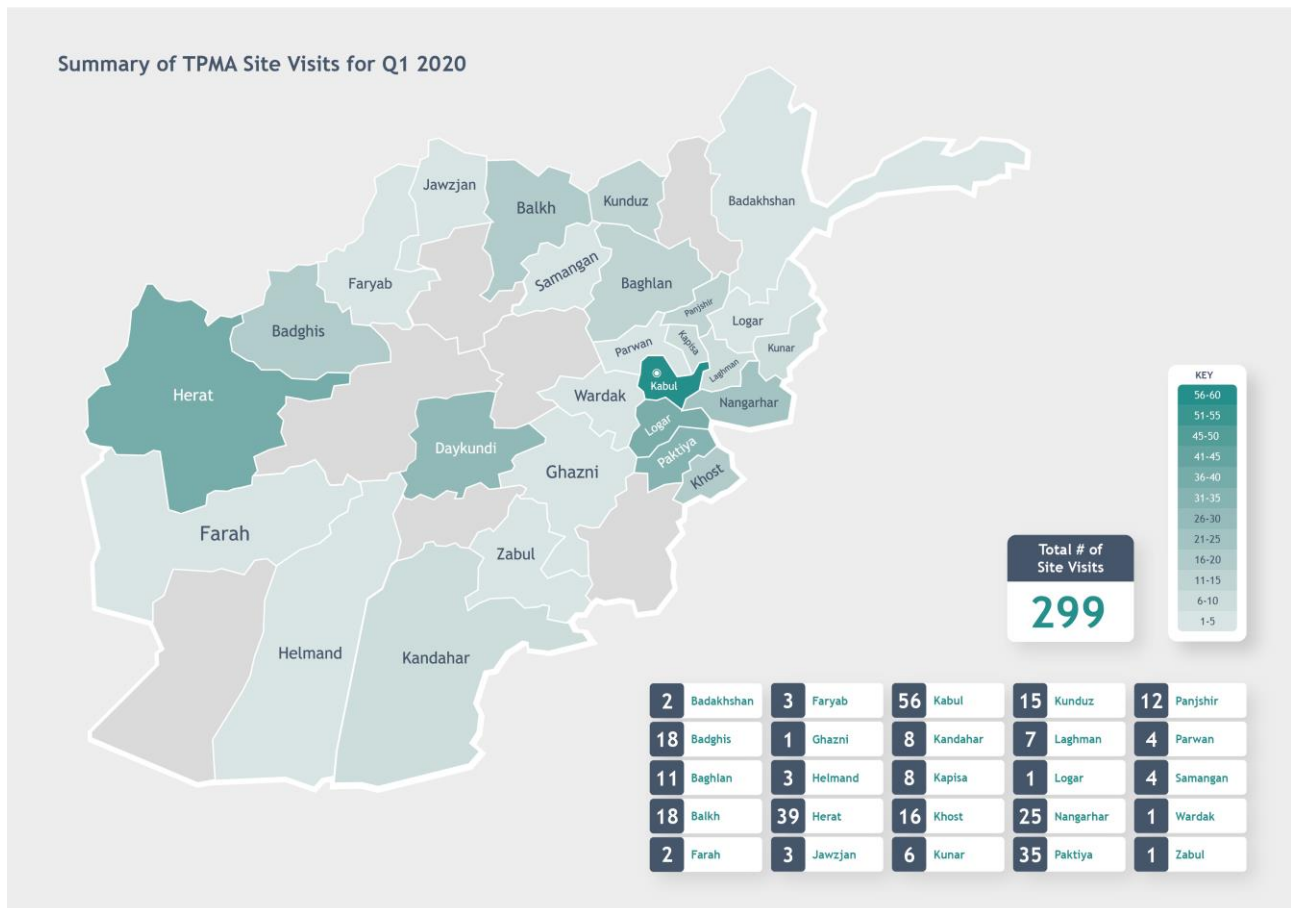 Summary of TPMA Site Visits for Q1 2020
Jawzjan
Balkh
Kunduz
Badakhshan
Faryab
Samangan
Baghlan
Panjshir
Logar
Badghis
Parwan
Kapisa
Kunar
Laghman
Herat
Kabul
Wardak
Nangarhar
Logar
Daykundi
Paktiya
Ghazni
Khost
Farah
Zabul
Helmand
Kandahar
KEY
56-60
51-55
45-50
41-45
36-40
31-35
26-30
21-25
16-20
11-15
6-10
1-5
Total # of
Site Visits
299
2 Badakhshan 3 Faryab 56 Kabul 15 Kunduz 12 Panjshir
18 Badghis 1 Ghazni 8 Kandahar 7 Laghman 4 Parwan
11 Baghlan 3 Helmand 8 Kapisa 1 Logar 4 Samangan
18 Balkh 39 Herat 16 Khost 25 Nangarhar 1 Wardak
2 Farah 3 Jawzjan 6 Kunar 35 Paktiya 1 Zabul